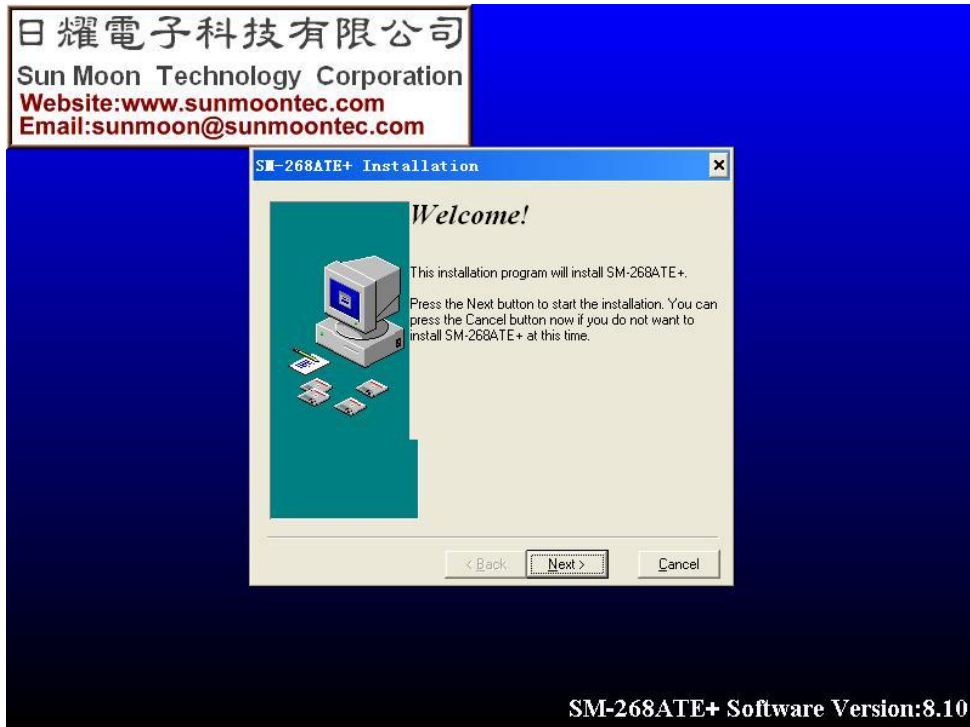 日燿電子科技有限公司
Sun Moon Technology Corporation
Website:www.sunmoontec.com
Email:sunmoon@sunmoontec.com
SM-268ATE+ Installation
Welcome!
This installation program will install SM-268ATE+.
Press the Next button to start the installation. You can
press the Cancel button now if you do not want to
install SM-268ATE+ at this time.
< Back
Next >
Cancel
SM-268ATE+ Software Version:8.10